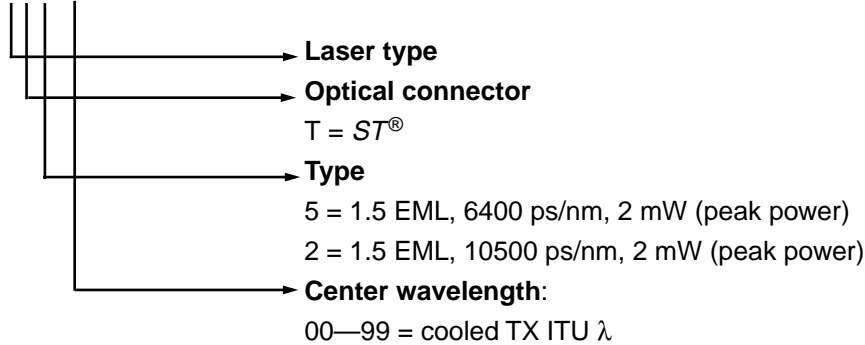 Laser type
Optical connector
T = ST®
Type
5 = 1.5 EML, 6400 ps/nm, 2 mW (peak power)
2 = 1.5 EML, 10500 ps/nm, 2 mW (peak power)
Center wavelength:
00—99 = cooled TX ITU λ